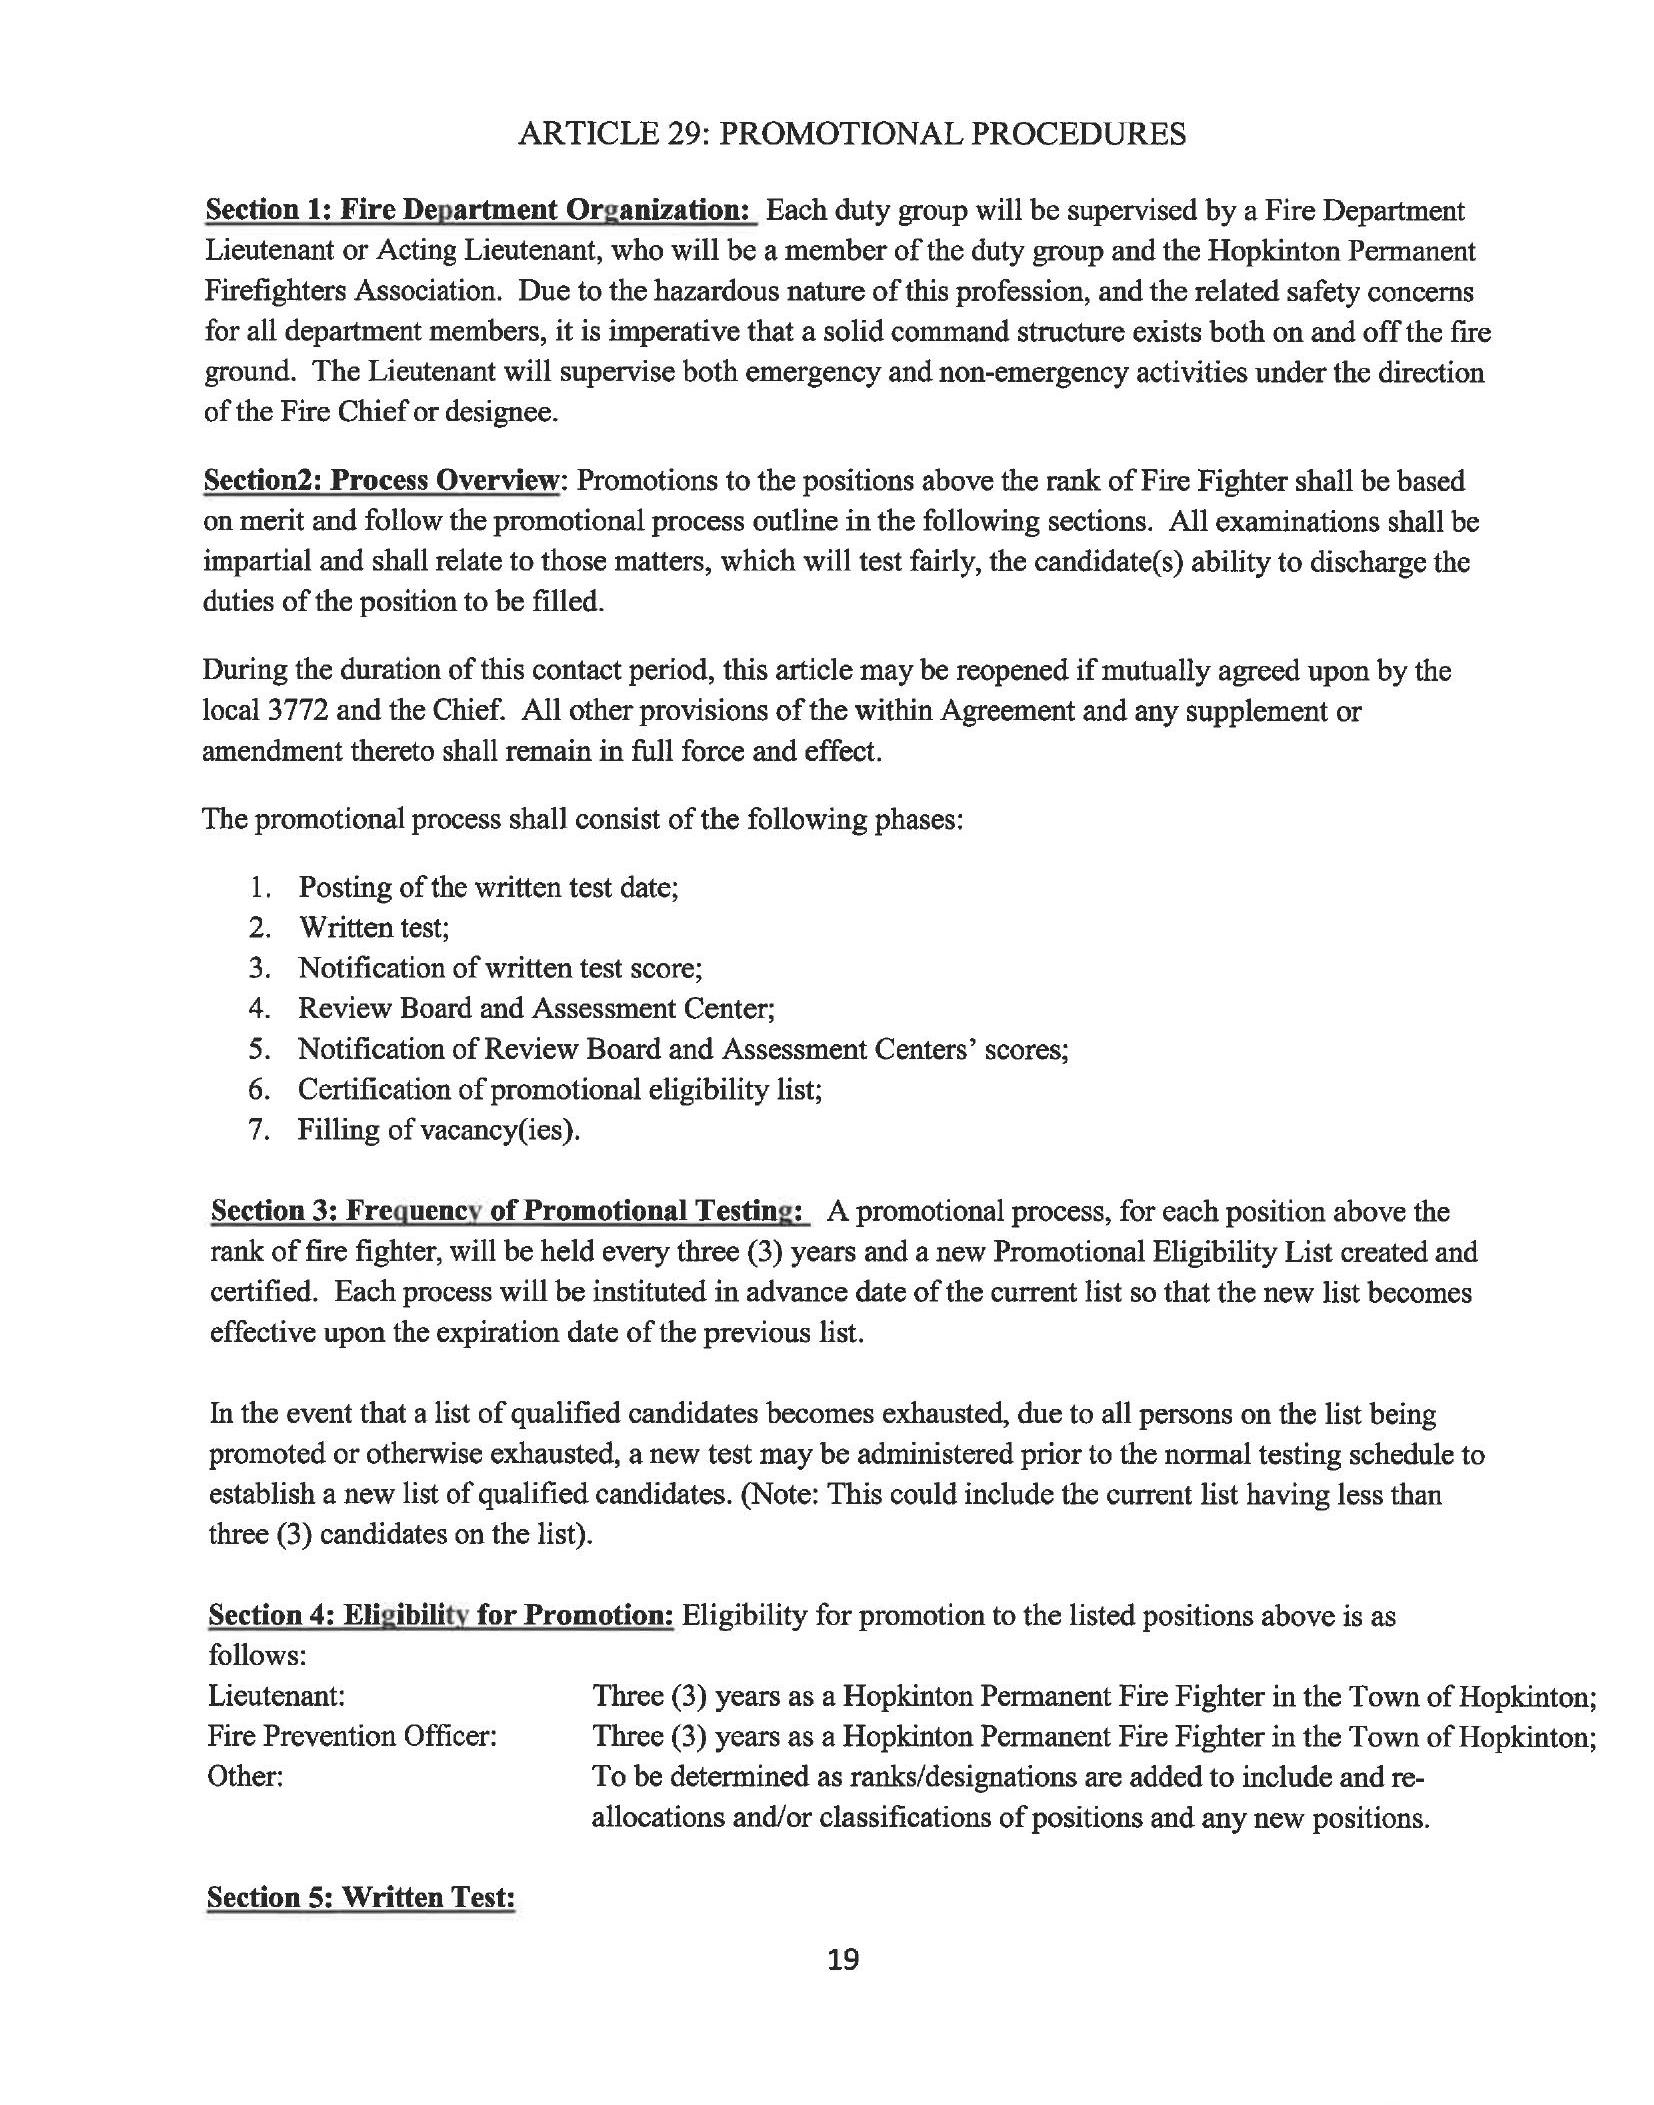 ARTICLE 29: PROMOTIONAL PROCEDURES
Section 1: Fire Department Organization: Each duty group will be supervised by a Fire Department
Lieutenant or Acting Lieutenant, who will be a member of the duty group and the Hopkinton Permanent
Firefighters Association. Due to the hazardous nature of this profession, and the related safety concerns
for all department members, it is imperative that a solid command structure exists both on and off the fire
ground. The Lieutenant will supervise both emergency and non-emergency activities under the direction
of the Fire Chief or designee.
Section2: Process Overview: Promotions to the positions above the rank of Fire Fighter shall be based
on merit and follow the promotional process outline in the following sections. All examinations shall be
impartial and shall relate to those matters, which will test fairly, the candidate(s) ability to discharge the
duties of the position to be filled.
During the duration of this contact period, this article may be reopened if mutually agreed upon by the
local 3772 and the Chief. All other provisions of the within Agreement and any supplement or
amendment thereto shall remain in full force and effect.
The promotional process shall consist of the following phases:
1. Posting of the written test date;
2. Written test;
3. Notification of written test score;
4. Review Board and Assessment Center;
5. Notification of Review Board and Assessment Centers’ scores;
6. Certification of promotional eligibility list;
7. Filling of vacancy(ies).
Section 3: Frequency of Promotional Testing: A promotional process, for each position above the
rank of fire fighter, will be held every three (3) years and a new Promotional Eligibility List created and
certified. Each process will be instituted in advance date of the current list so that the new list becomes
effective upon the expiration date of the previous list.
In the event that a list of qualified candidates becomes exhausted, due to all persons on the list being
promoted or otherwise exhausted, a new test may be administered prior to the normal testing schedule to
establish a new list of qualified candidates. (Note: This could include the current list having less than
three (3) candidates on the list).
Section 4: Eligibility for Promotion: Eligibility for promotion to the listed positions above is as
follows:
Lieutenant: Three (3) years as a Hopkinton Permanent Fire Fighter in the Town of Hopkinton;
Fire Prevention Officer: Three (3) years as a Hopkinton Permanent Fire Fighter in the Town of Hopkinton;
Other: To be determined as ranks/designations are added to include and re-
allocations and/or classifications of positions and any new positions.
Section 5: Written Test:
19